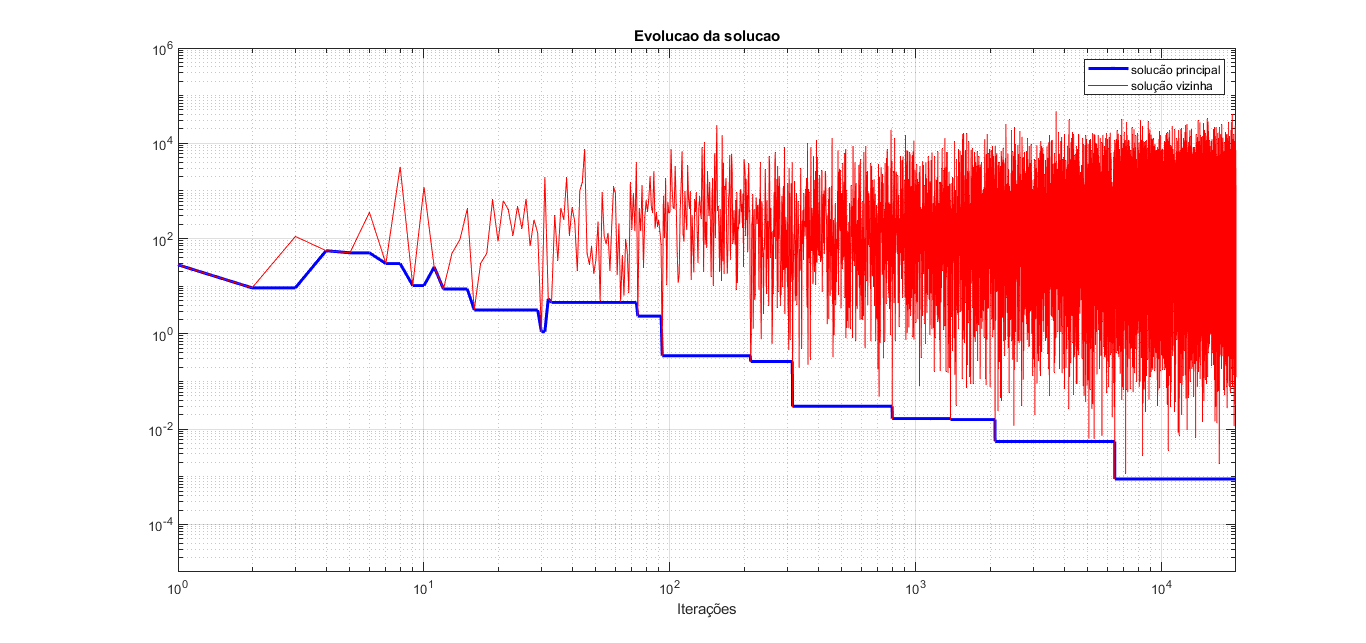 Evolucao da solucao
10^6
10^4
10^2
10^0
10^-2
10^-4
solucão principal
solução vizinha
10^0 10^1 10^2 10^3 10^4
Iterações